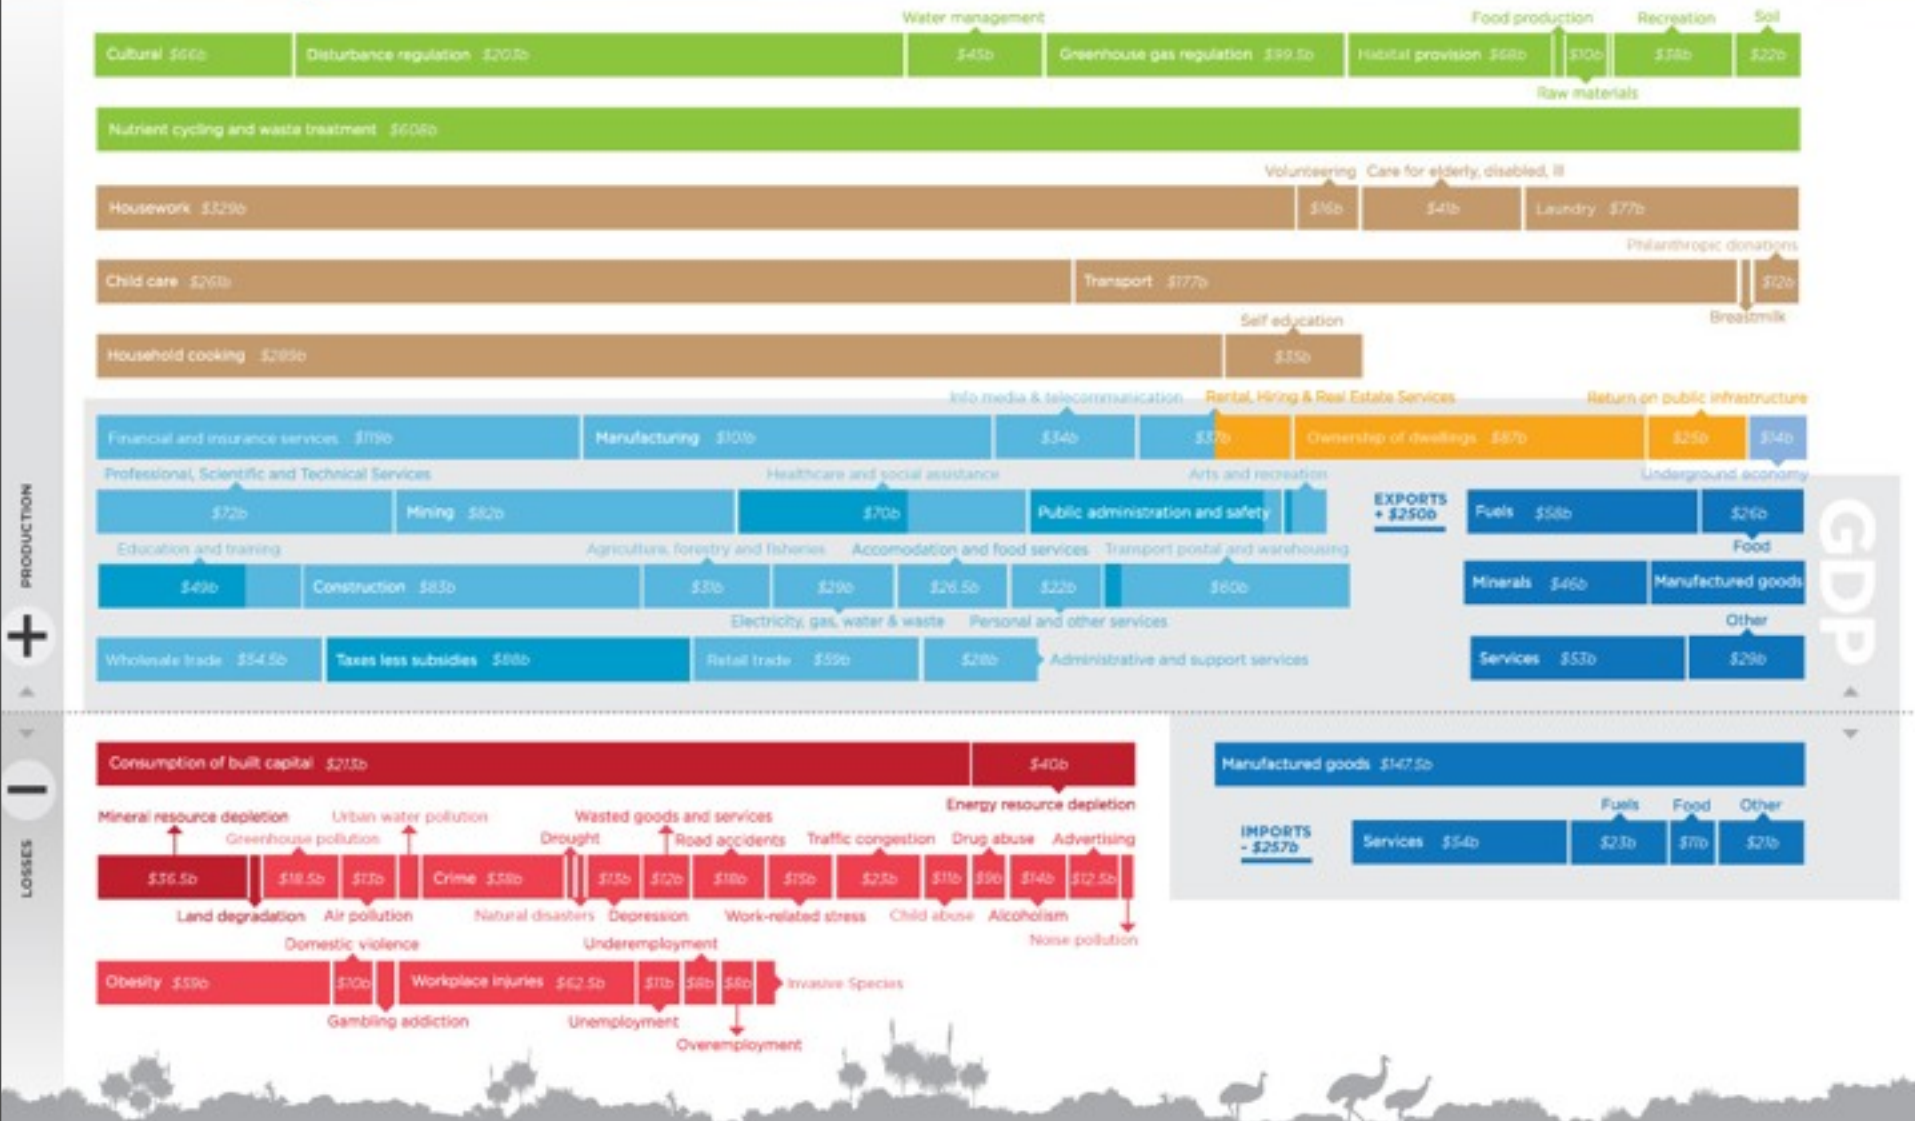 Water management Food production Recreation Soil
Cultural $66b Disturbance regulation $203b $45b Greenhouse gas regulation $99.5b Habitat provision $68b $10b $38b $22b
Raw materials
Nutrient cycling and waste treatment $608b
Volunteering Care for elderly, disabled, ill
Housework $329b $16b $41b Laundry $77b
Philanthropic donations
Child care $261b Transport $177b $12b
Self education Breastmilk
Household cooking $289b $35b
Info media & telecommunication Rental, Hiring & Real Estate Services Return on public infrastructure
Financial and insurance services $119b Manufacturing $101b $34b $37b Ownership of dwellings $87b $25b $14b
Professional, Scientific and Technical Services Healthcare and social assistance Arts and recreation Underground economy
$72b Mining $82b $70b Public administration and safety EXPORTS Fuels $58b $26b
+ $250b
Education and training Agriculture, forestry and fisheries Accomodation and food services Transport postal and warehousing Food
$49b Construction $83b $31b $29b $26.5b $22b $60b Minerals $46b Manufactured goods
Electricity, gas, water & waste Personal and other services Other
Wholesale trade $54.5b Taxes less subsidies $88b Retail trade $59b $28b Administrative and support services Services $53b $29b
PRODUCTION
GDP
Consumption of built capital $213b $40b Manufactured goods $147.5b
Energy resource depletion Fuels Food Other
Mineral resource depletion Urban water pollution Wasted goods and services
Greenhouse pollution Drought Road accidents Traffic congestion Drug abuse Advertising IMPORTS Services $54b $23b $11b $21b
- $257b
$36.5b $18.5b $13b Crime $38b $13b $12b $18b $15b $23b $11b $9b $14b $12.5b
Land degradation Air pollution Natural disasters Depression Work-related stress Child abuse Alcoholism
Noise pollution
Domestic violence Underemployment
Obesity $59b $10b Workplace injuries $62.5b $11b $8b $8b Invasive Species
Gambling addiction Unemployment
Overemployment
LOSSES